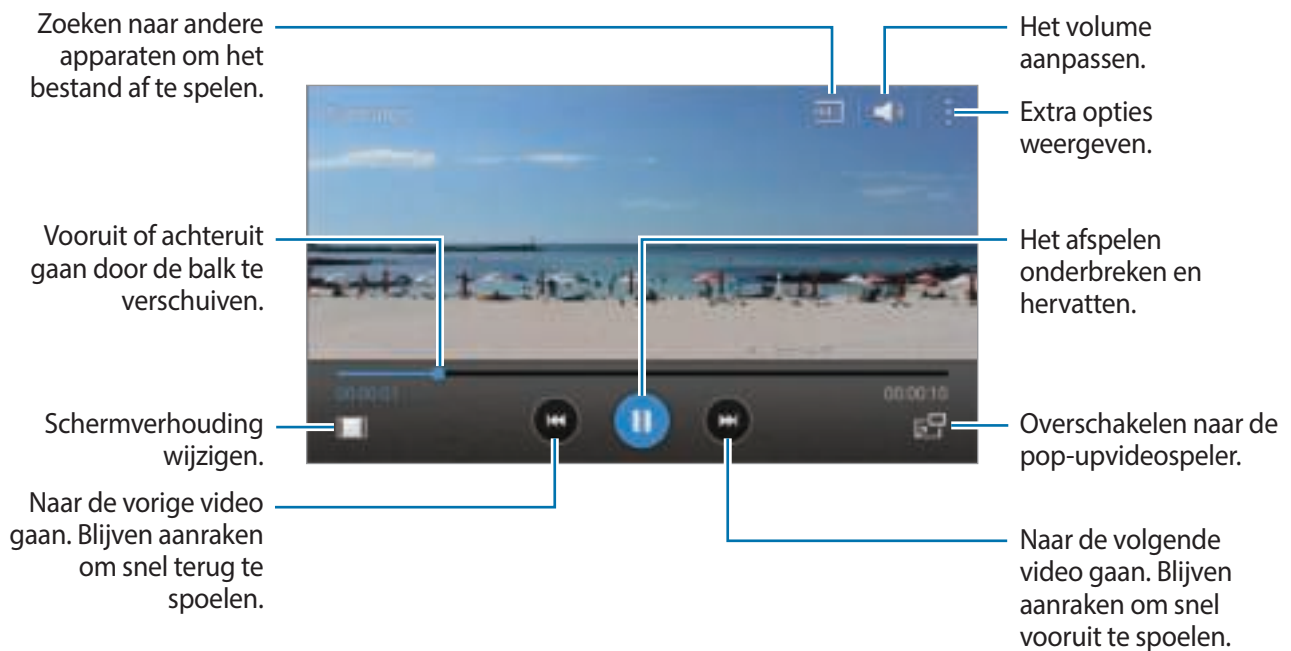 Zoeken naar andere
apparaten om het
bestand af te spelen.
Het volume
aanpassen.
Extra opties
weergeven.
Vooruit of achteruit
gaan door de balk te
verschuiven.
Het afspelen
onderbreken en
hervatten.
00:00:10
Schermverhouding
wijzigen.
Overschakelen naar de
pop-upvideospeler.
Naar de vorige video
gaan. Blijven aanraken
om snel terug te
spoelen.
Naar de volgende
video gaan. Blijven
aanraken om snel
vooruit te spoelen.